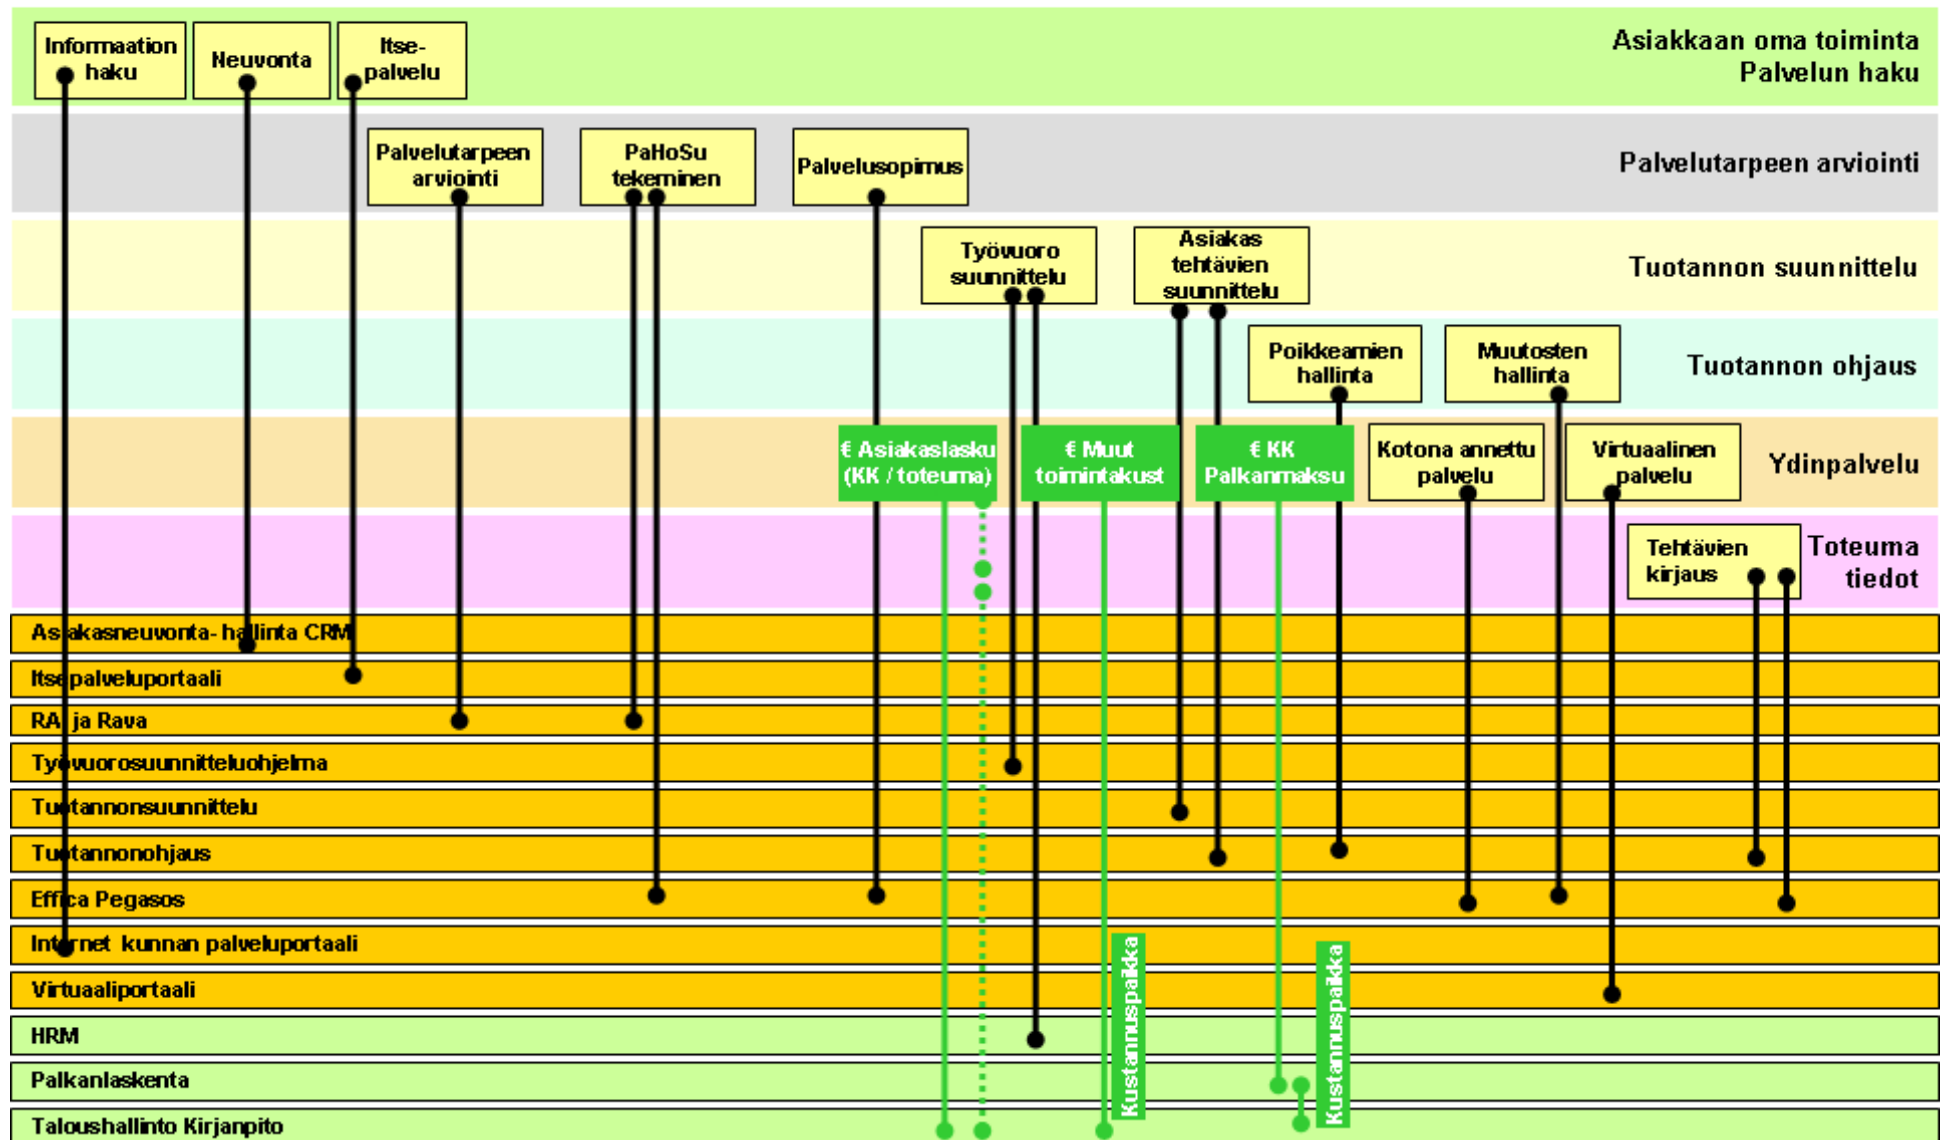 Informaation
haku
Neuvonta
Itse-
palvelu
Asiakkaan oma toiminta
Palvelun haku
Palvelutarpeen
arviointi
PaHoSu
tekeminen
Palvelusopimus
Palvelutarpeen arviointi
Työvuoro
suunnittelu
Asiakas
tehtävien
suunnittelu
Tuotannon suunnittelu
Poikkeamien
hallinta
Muutosten
hallinta
Tuotannon ohjaus
€ Asiakaslasku
(KK / toteuma)
€ Muut
toimintakust
€ KK
Palkanmaksu
Kotona annettu
palvelu
Virtuaalinen
palvelu
Ydinpalvelu
Tehtävien
kirjaus
Toteuma
tiedot
Asiakasneuvonta- hallinta CRM
Itsepalveluportaali
RAI ja Rava
Työvuorosuunnitteluohjelma
Tuotannonsuunnittelu
Tuotannonohjaus
Effica Pegasos
Internet kunnan palveluportaali
Virtuaaliportaali
HRM
Palkanlaskenta
Taloushallinto Kirjanpito
Kustannuspaikka
Kustannuspaikka